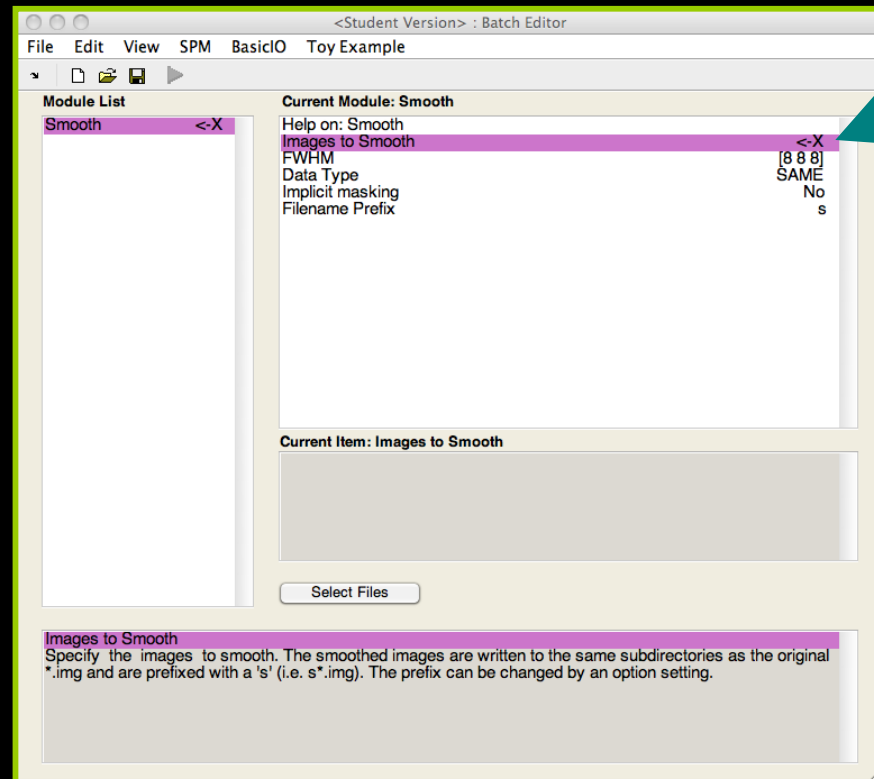 <Student Version> : Batch Editor
File Edit View SPM BasicIO Toy Example
Module List
Smooth <-X
Current Module: Smooth
Help on: Smooth
Images to Smooth <-X
FWHM [8 8 8]
Data Type SAME
Implicit masking No
Filename Prefix s
Current Item: Images to Smooth
Select Files
Images to Smooth
Specify the images to smooth. The smoothed images are written to the same subdirectories as the original
*.img and are prefixed with a 's' (i.e. s*.img). The prefix can be changed by an option setting.